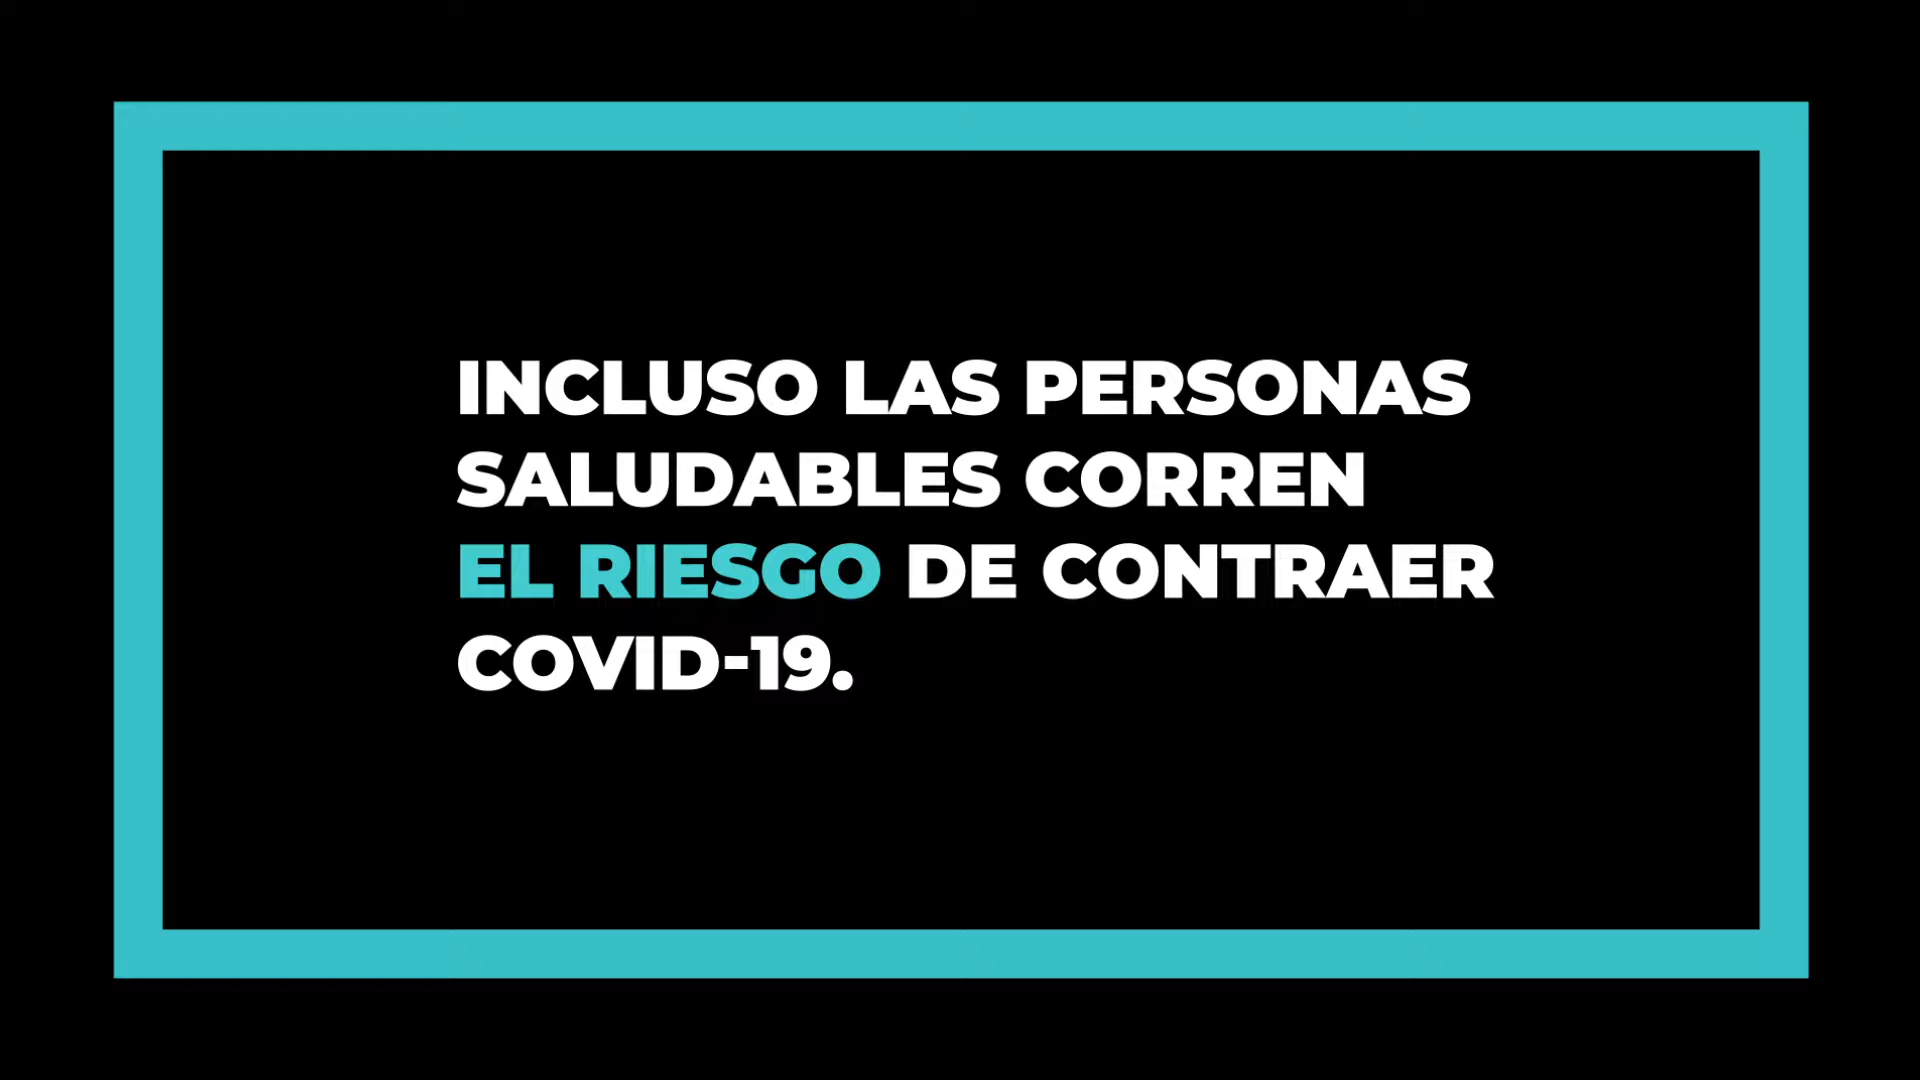 INCLUSO LAS PERSONAS
SALUDABLES CORREN
EL RIESGO DE CONTRAER
COVID-19.